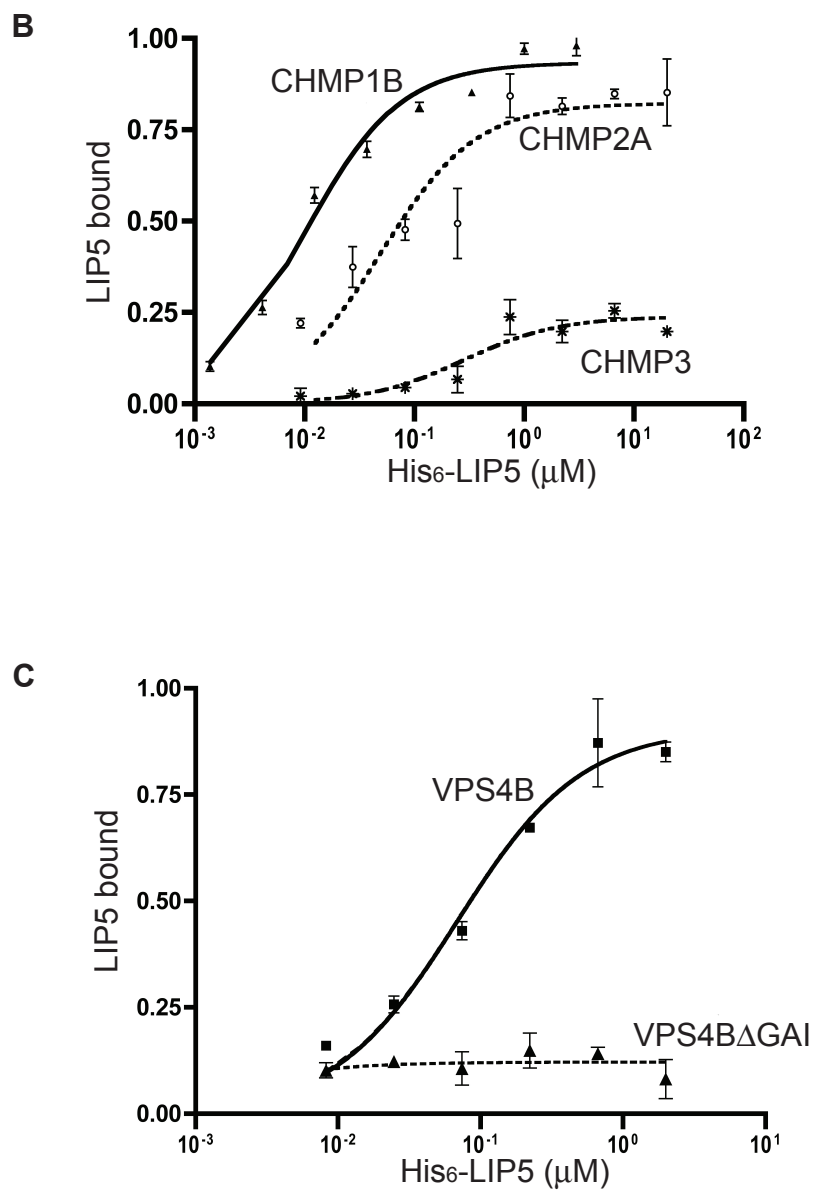 B
1.00
0.75
0.50
0.25
0.00
LIP5 bound
CHMP1B
CHMP2A
CHMP3
10⁻³ 10⁻² 10⁻¹ 10⁰ 10¹ 10²
His₆-LIP5 (μM)
C
1.00
0.75
0.50
0.25
0.00
LIP5 bound
VPS4B
VPS4BΔGAI
10⁻³ 10⁻² 10⁻¹ 10⁰ 10¹
His₆-LIP5 (μM)